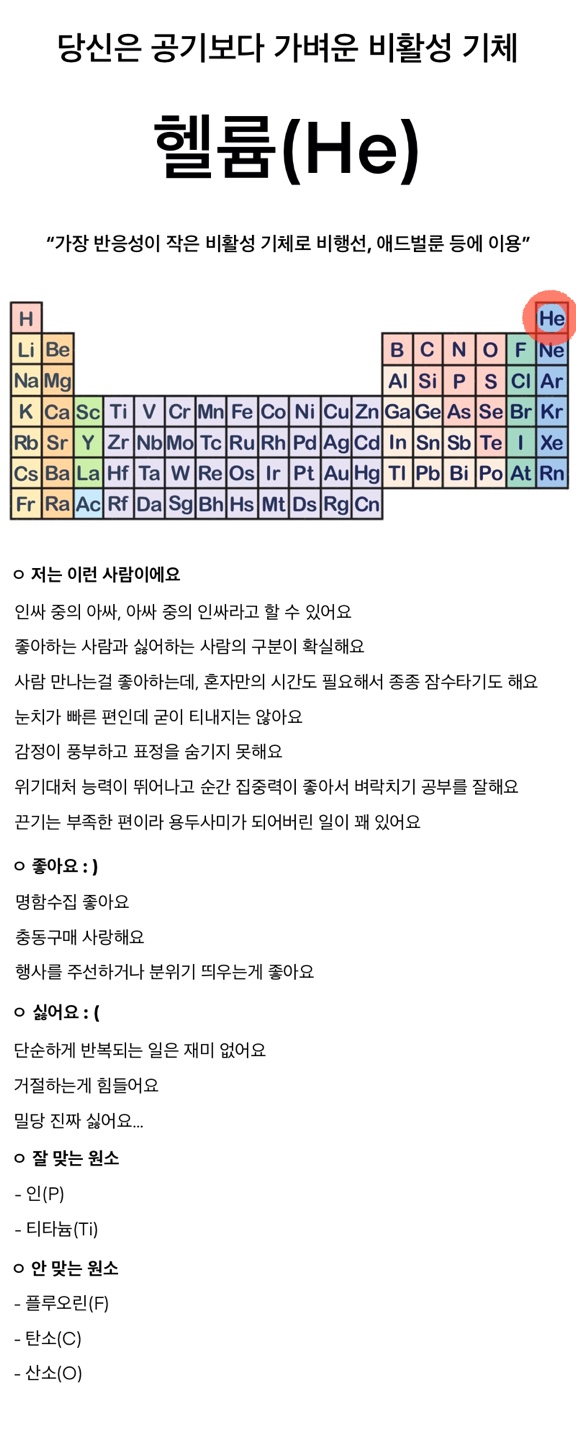 당신은 공기보다 가벼운 비활성 기체
헬륨(He)
“가장 반응성이 작은 비활성 기체로 비행선, 애드벌룬 등에 이용”
H He
Li Be B C N O F Ne
Na Mg Al Si P S Cl Ar
K Ca Sc Ti V Cr Mn Fe Co Ni Cu Zn Ga Ge As Se Br Kr
Rb Sr Y Zr Nb Mo Tc Ru Rh Pd Ag Cd In Sn Sb Te I Xe
Cs Ba La Hf Ta W Re Os Ir Pt Au Hg Tl Pb Bi Po At Rn
Fr Ra Ac Rf Da Sg Bh Hs Mt Ds Rg Cn
ㅇ 저는 이런 사람이에요
인싸 중의 아싸, 아싸 중의 인싸라고 할 수 있어요
좋아하는 사람과 싫어하는 사람의 구분이 확실해요
사람 만나는걸 좋아하는데, 혼자만의 시간도 필요해서 종종 잠수타기도 해요
눈치가 빠른 편인데 굳이 티내지는 않아요
감정이 풍부하고 표정을 숨기지 못해요
위기대처 능력이 뛰어나고 순간 집중력이 좋아서 벼락치기 공부를 잘해요
끈기는 부족한 편이라 용두사미가 되어버린 일이 꽤 있어요
ㅇ 좋아요 : )
명함수집 좋아요
충동구매 사랑해요
행사를 주선하거나 분위기 띄우는게 좋아요
ㅇ 싫어요 : (
단순하게 반복되는 일은 재미 없어요
거절하는게 힘들어요
밀당 진짜 싫어요...
ㅇ 잘 맞는 원소
- 인(P)
- 티타늄(Ti)
ㅇ 안 맞는 원소
- 플루오린(F)
- 탄소(C)
- 산소(O)